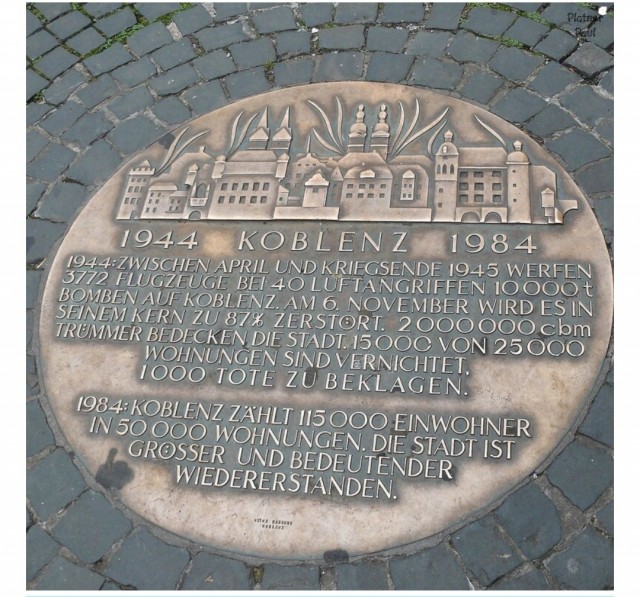 Platner
Paul
1944 KOBLENZ 1984
1944: ZWISCHEN APRIL UND KRIEGSENDE 1945 WERFEN
3772 FLUGZEUGE BEI 40 LUFTANGRIFFEN 10000t
BOMBEN AUF KOBLENZ. AM 6. NOVEMBER WIRD ES IN
SEINEM KERN ZU 87% ZERSTÖRT. 2000000cbm
TRÜMMER BEDECKEN DIE STADT. 15000 VON 25000
WOHNUNGEN SIND VERNICHTET.
1000 TOTE ZU BEKLAGEN.
1984: KOBLENZ ZÄHLT 115000 EINWOHNER
IN 50000 WOHNUNGEN. DIE STADT IST
GRÖSSER UND BEDEUTENDER
WIEDERERSTANDEN.
KOBLENZ